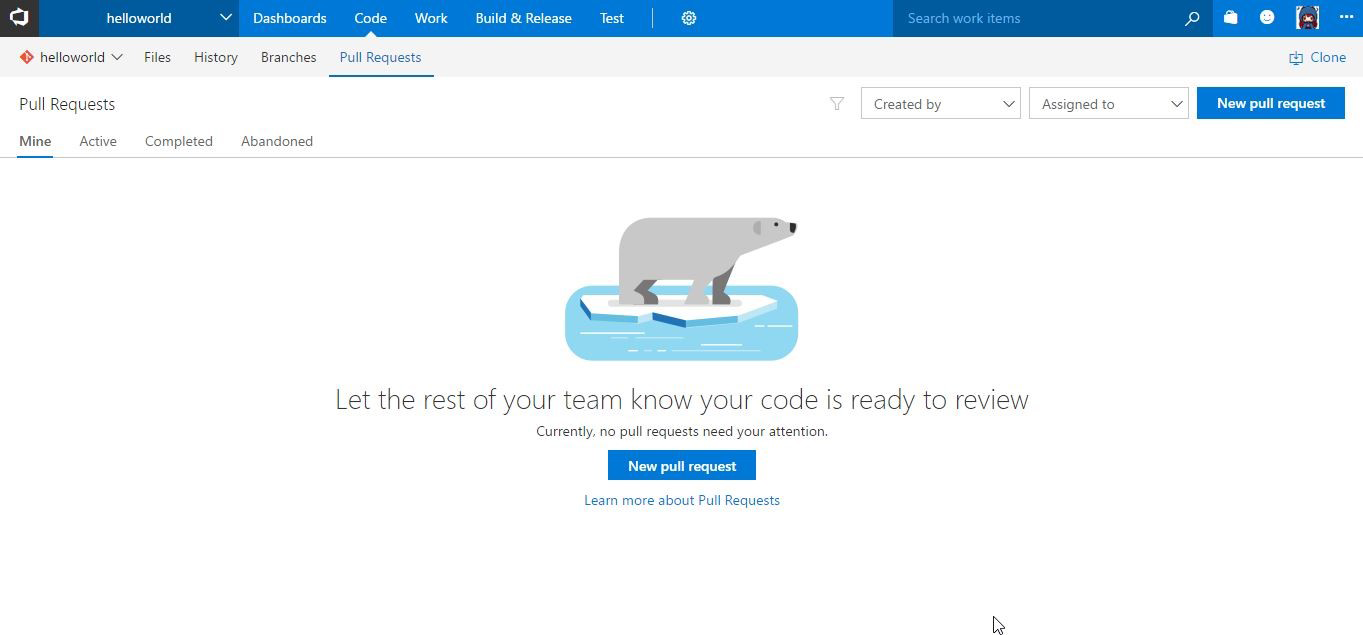 helloworld Dashboards Code Work Build & Release Test Search work items
helloworld Files History Branches Pull Requests Clone
Pull Requests Created by Assigned to New pull request
Mine Active Completed Abandoned
Let the rest of your team know your code is ready to review
Currently, no pull requests need your attention.
New pull request
Learn more about Pull Requests